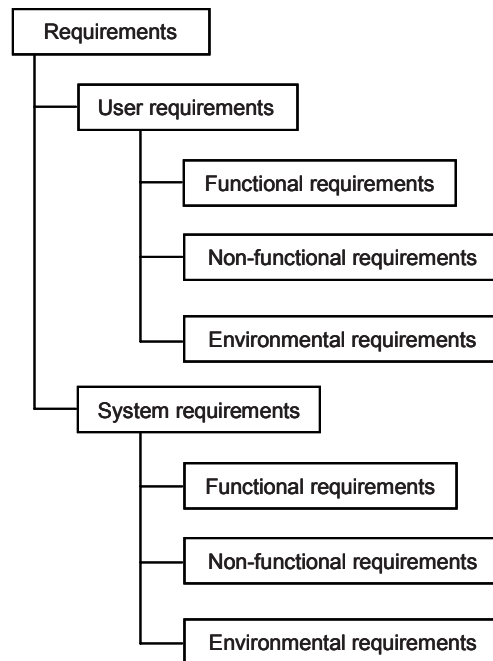 Requirements
User requirements
Functional requirements
Non-functional requirements
Environmental requirements
System requirements
Functional requirements
Non-functional requirements
Environmental requirements